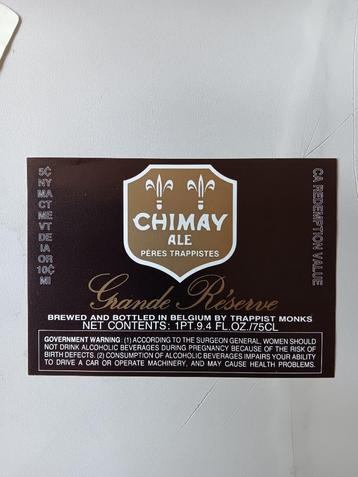 5¢
NY
MA
CT
ME
VT
DE
IA
OR
10¢
MI
CHIMAY
ALE
PÈRES TRAPPISTES
CA REDEMPTION VALUE
Grande Réserve
BREWED AND BOTTLED IN BELGIUM BY TRAPPIST MONKS
NET CONTENTS: 1PT.9.4 FL.OZ./75CL
GOVERNMENT WARNING: (1) ACCORDING TO THE SURGEON GENERAL, WOMEN SHOULD
NOT DRINK ALCOHOLIC BEVERAGES DURING PREGNANCY BECAUSE OF THE RISK OF
BIRTH DEFECTS. (2) CONSUMPTION OF ALCOHOLIC BEVERAGES IMPAIRS YOUR ABILITY
TO DRIVE A CAR OR OPERATE MACHINERY, AND MAY CAUSE HEALTH PROBLEMS.